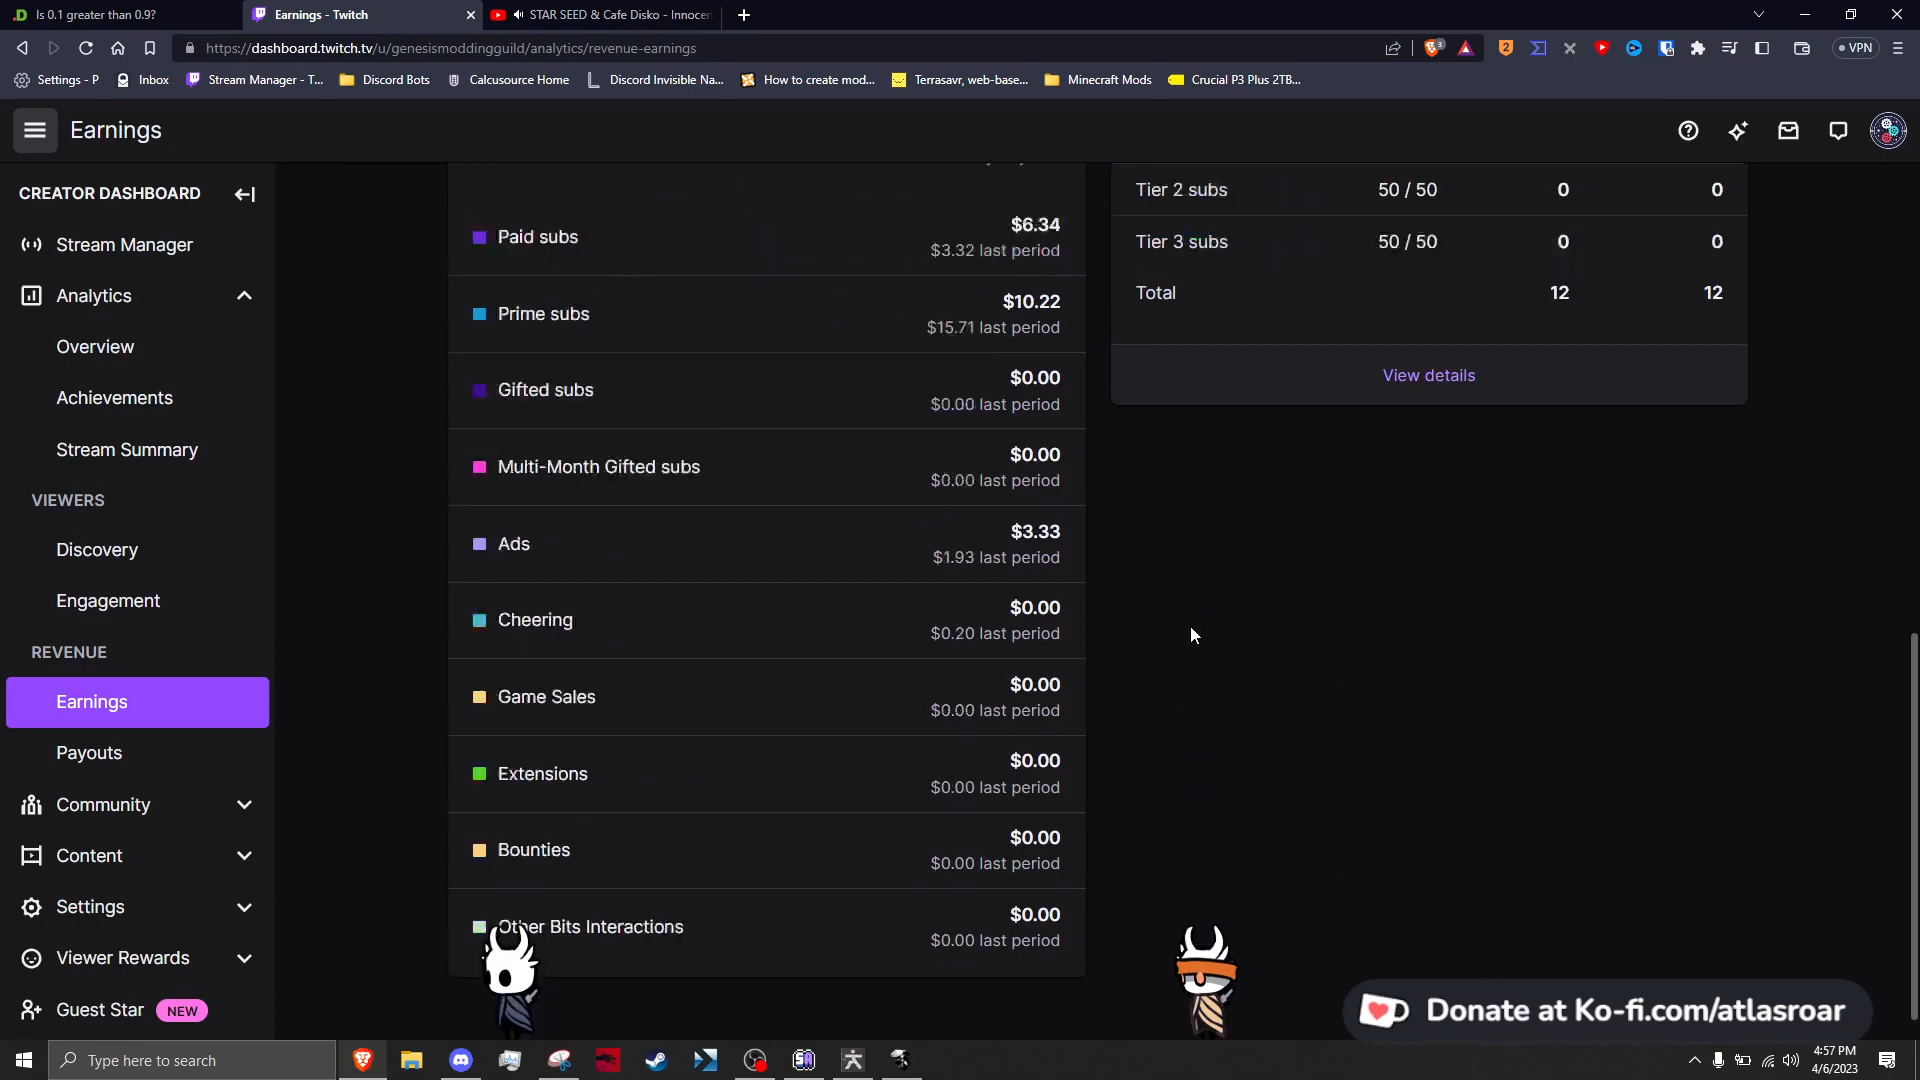 Is 0.1 greater than 0.9?
Earnings - Twitch
STAR SEED & Cafe Disko - Innocen
https://dashboard.twitch.tv/u/genesismoddingguild/analytics/revenue-earnings
3
2
VPN
Settings - P
Inbox
Stream Manager - T...
Discord Bots
Calcusource Home
Discord Invisible Na...
How to create mod...
Terrasavr, web-base...
Minecraft Mods
Crucial P3 Plus 2TB...
Earnings
CREATOR DASHBOARD
Stream Manager
Analytics
Overview
Achievements
Stream Summary
VIEWERS
Discovery
Engagement
REVENUE
Earnings
Payouts
Community
Content
Settings
Viewer Rewards
Guest Star NEW
Paid subs $6.34
$3.32 last period
Prime subs $10.22
$15.71 last period
Gifted subs $0.00
$0.00 last period
Multi-Month Gifted subs $0.00
$0.00 last period
Ads $3.33
$1.93 last period
Cheering $0.00
$0.20 last period
Game Sales $0.00
$0.00 last period
Extensions $0.00
$0.00 last period
Bounties $0.00
$0.00 last period
Other Bits Interactions $0.00
$0.00 last period
Tier 2 subs 50 / 50 0 0
Tier 3 subs 50 / 50 0 0
Total 12 12
View details
Donate at Ko-fi.com/atlasroar
Type here to search
4:57 PM
4/6/2023